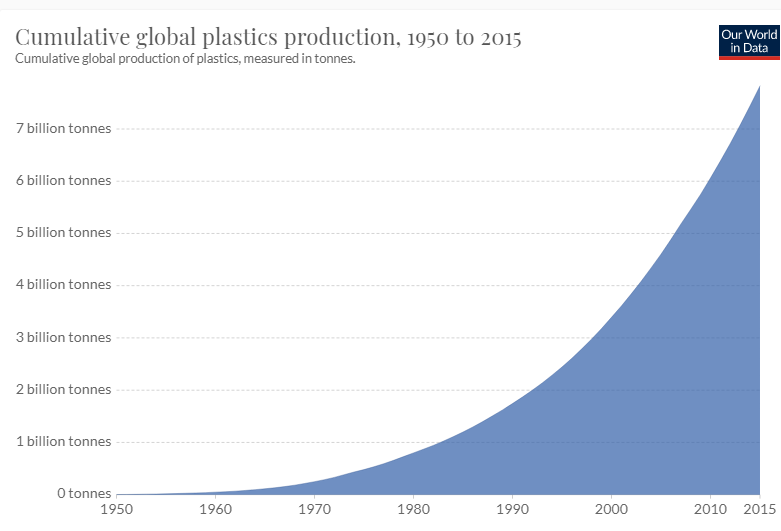 Cumulative global plastics production, 1950 to 2015
Cumulative global production of plastics, measured in tonnes.
Our World
in Data
7 billion tonnes
6 billion tonnes
5 billion tonnes
4 billion tonnes
3 billion tonnes
2 billion tonnes
1 billion tonnes
0 tonnes
1950 1960 1970 1980 1990 2000 2010 2015